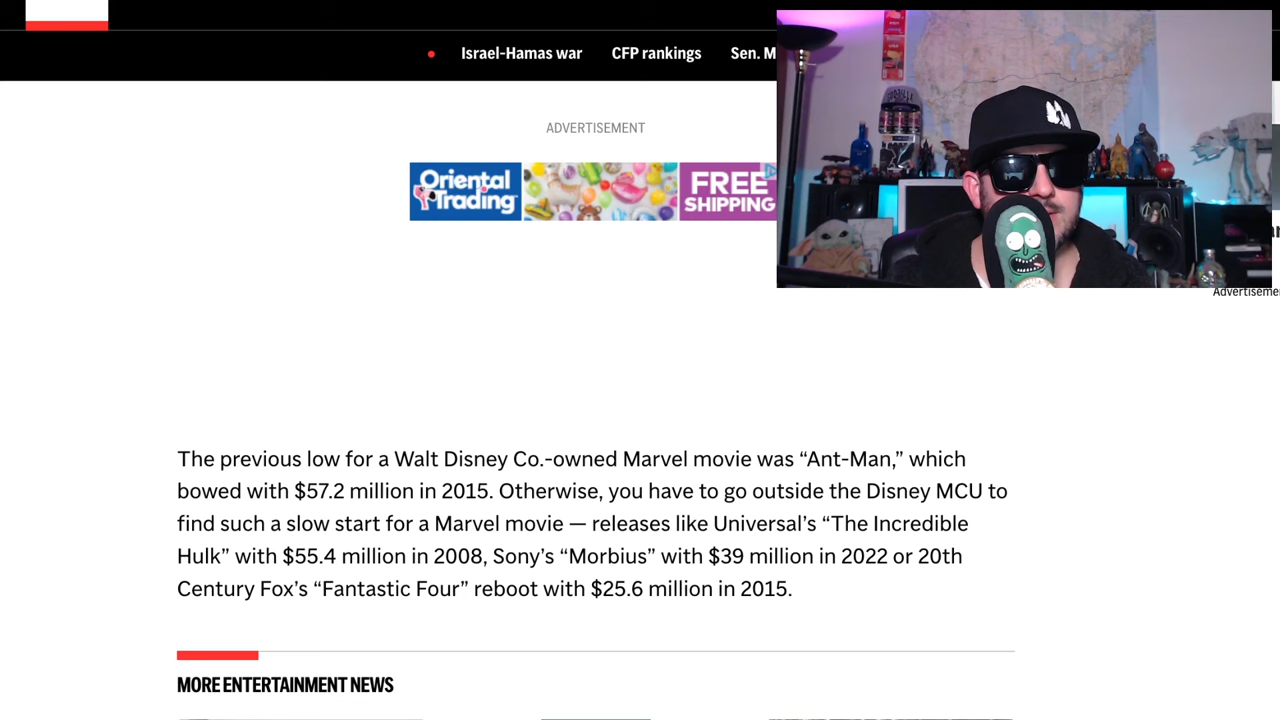 Israel-Hamas war CFP rankings Sen. M
ADVERTISEMENT
Oriental Trading
FREE SHIPPING
Advertiseme
The previous low for a Walt Disney Co.-owned Marvel movie was “Ant-Man,” which
bowed with $57.2 million in 2015. Otherwise, you have to go outside the Disney MCU to
find such a slow start for a Marvel movie — releases like Universal’s “The Incredible
Hulk” with $55.4 million in 2008, Sony’s “Morbius” with $39 million in 2022 or 20th
Century Fox’s “Fantastic Four” reboot with $25.6 million in 2015.
MORE ENTERTAINMENT NEWS